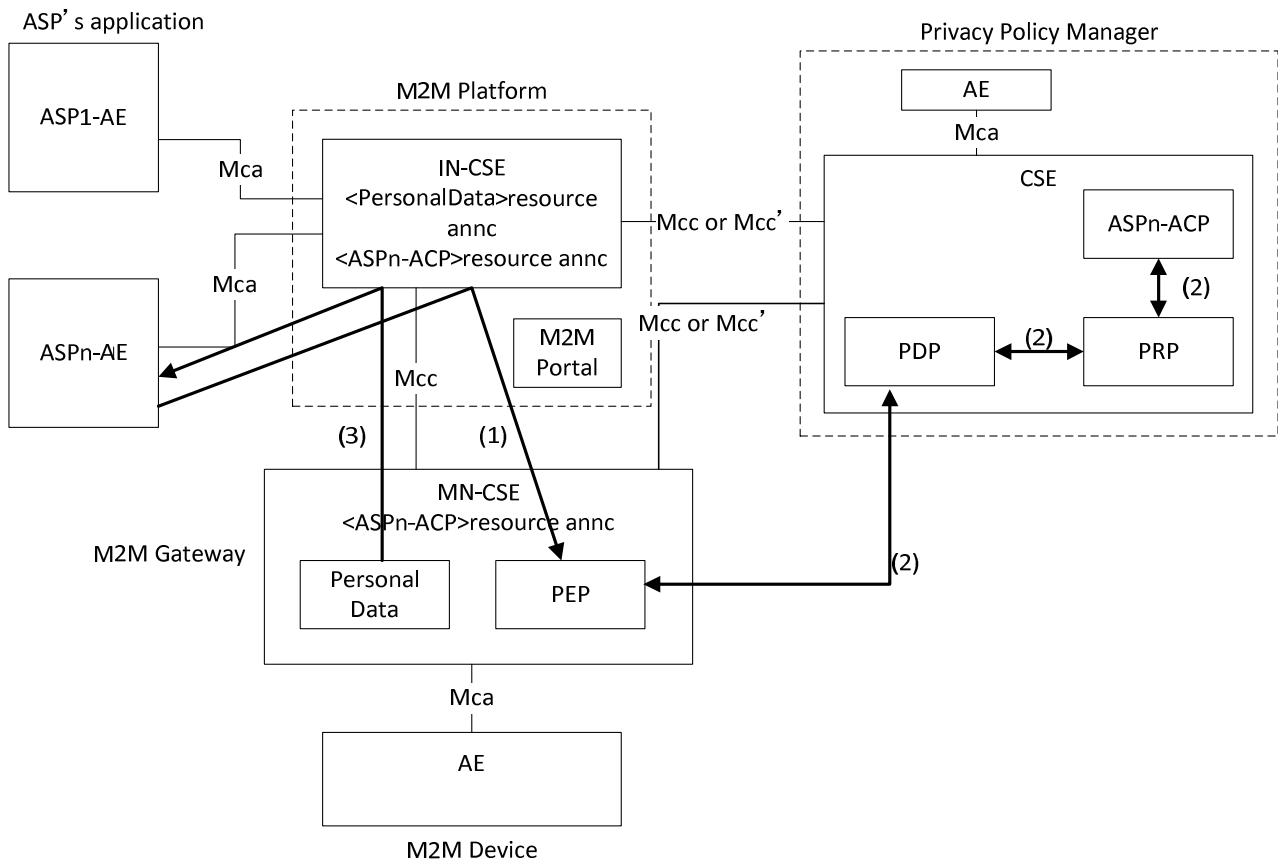 ASP’s application
Privacy Policy Manager
M2M Platform
ASP1-AE
Mca
IN-CSE
<PersonalData>resource
annc
<ASPn-ACP>resource annc
Mcc or Mcc’
AE
Mca
CSE
ASPn-ACP
(2)
Mca
ASPn-AE
Mcc or Mcc’
M2M
Portal
Mcc
PDP
(2)
PRP
(3)
(1)
MN-CSE
<ASPn-ACP>resource annc
M2M Gateway
Personal
Data
PEP
(2)
Mca
AE
M2M Device